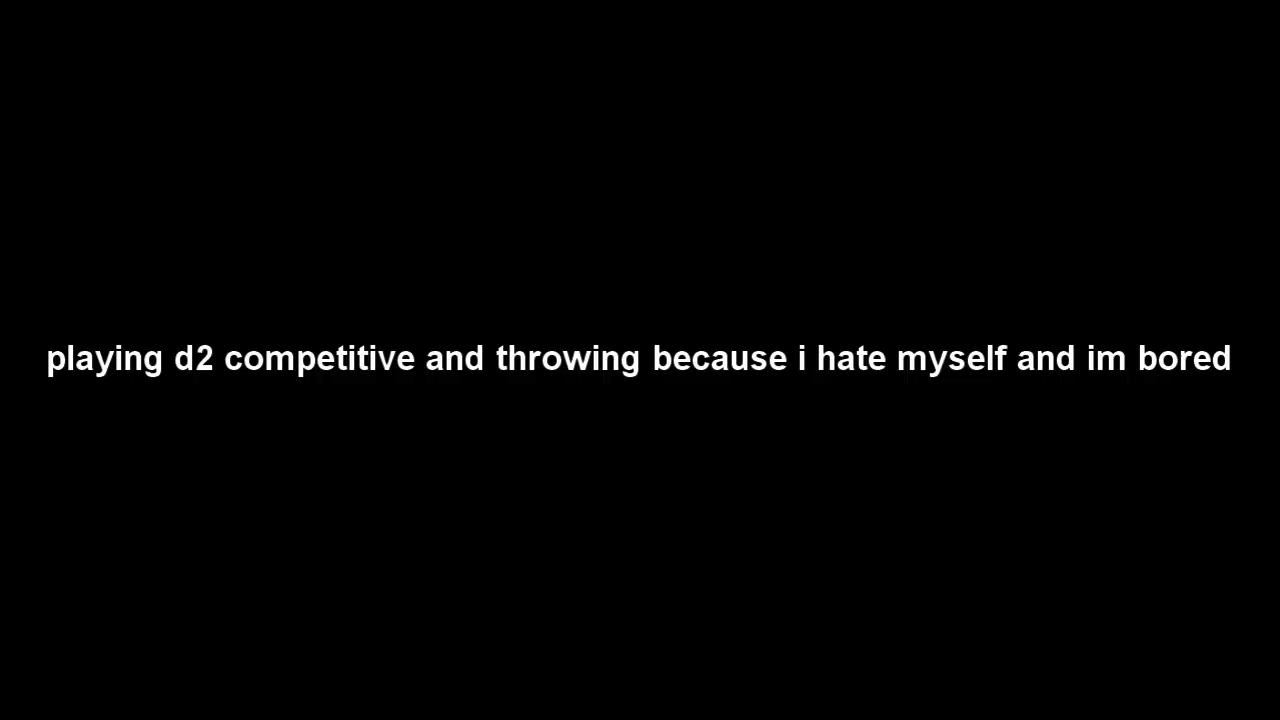 playing d2 competitive and throwing because i hate myself and im bored